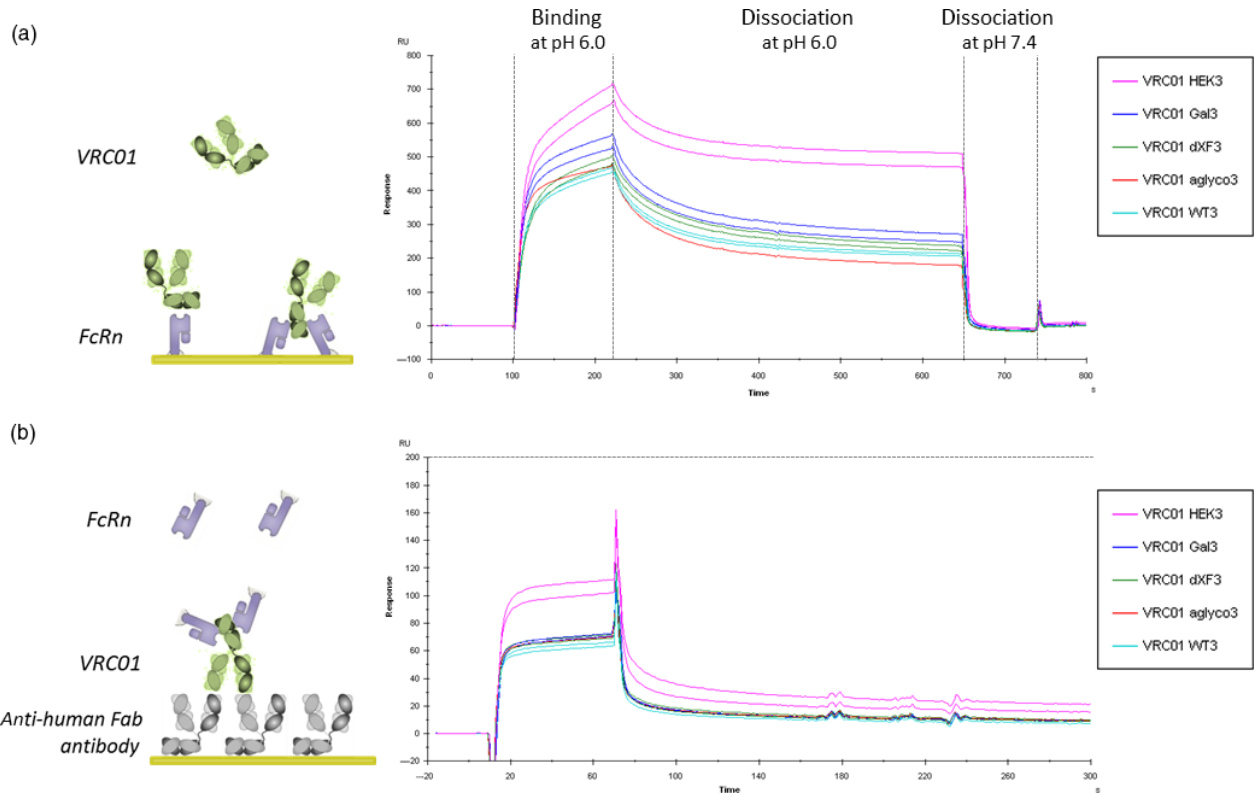 (a)
Binding
at pH 6.0
Dissociation
at pH 6.0
Dissociation
at pH 7.4
VRC01
FcRn
RU
800
700
600
500
400
300
200
100
0
—100
Response
0
100
200
300
400
500
600
700
800
Time
s
VRC01 HEK3
VRC01 Gal3
VRC01 dXF3
VRC01 aglyco3
VRC01 WT3
(b)
FcRn
VRC01
Anti-human Fab
antibody
RU
200
180
160
140
120
100
80
60
40
20
0
—20
Response
—20
20
60
100
140
180
220
260
300
Time
s
VRC01 HEK3
VRC01 Gal3
VRC01 dXF3
VRC01 aglyco3
VRC01 WT3